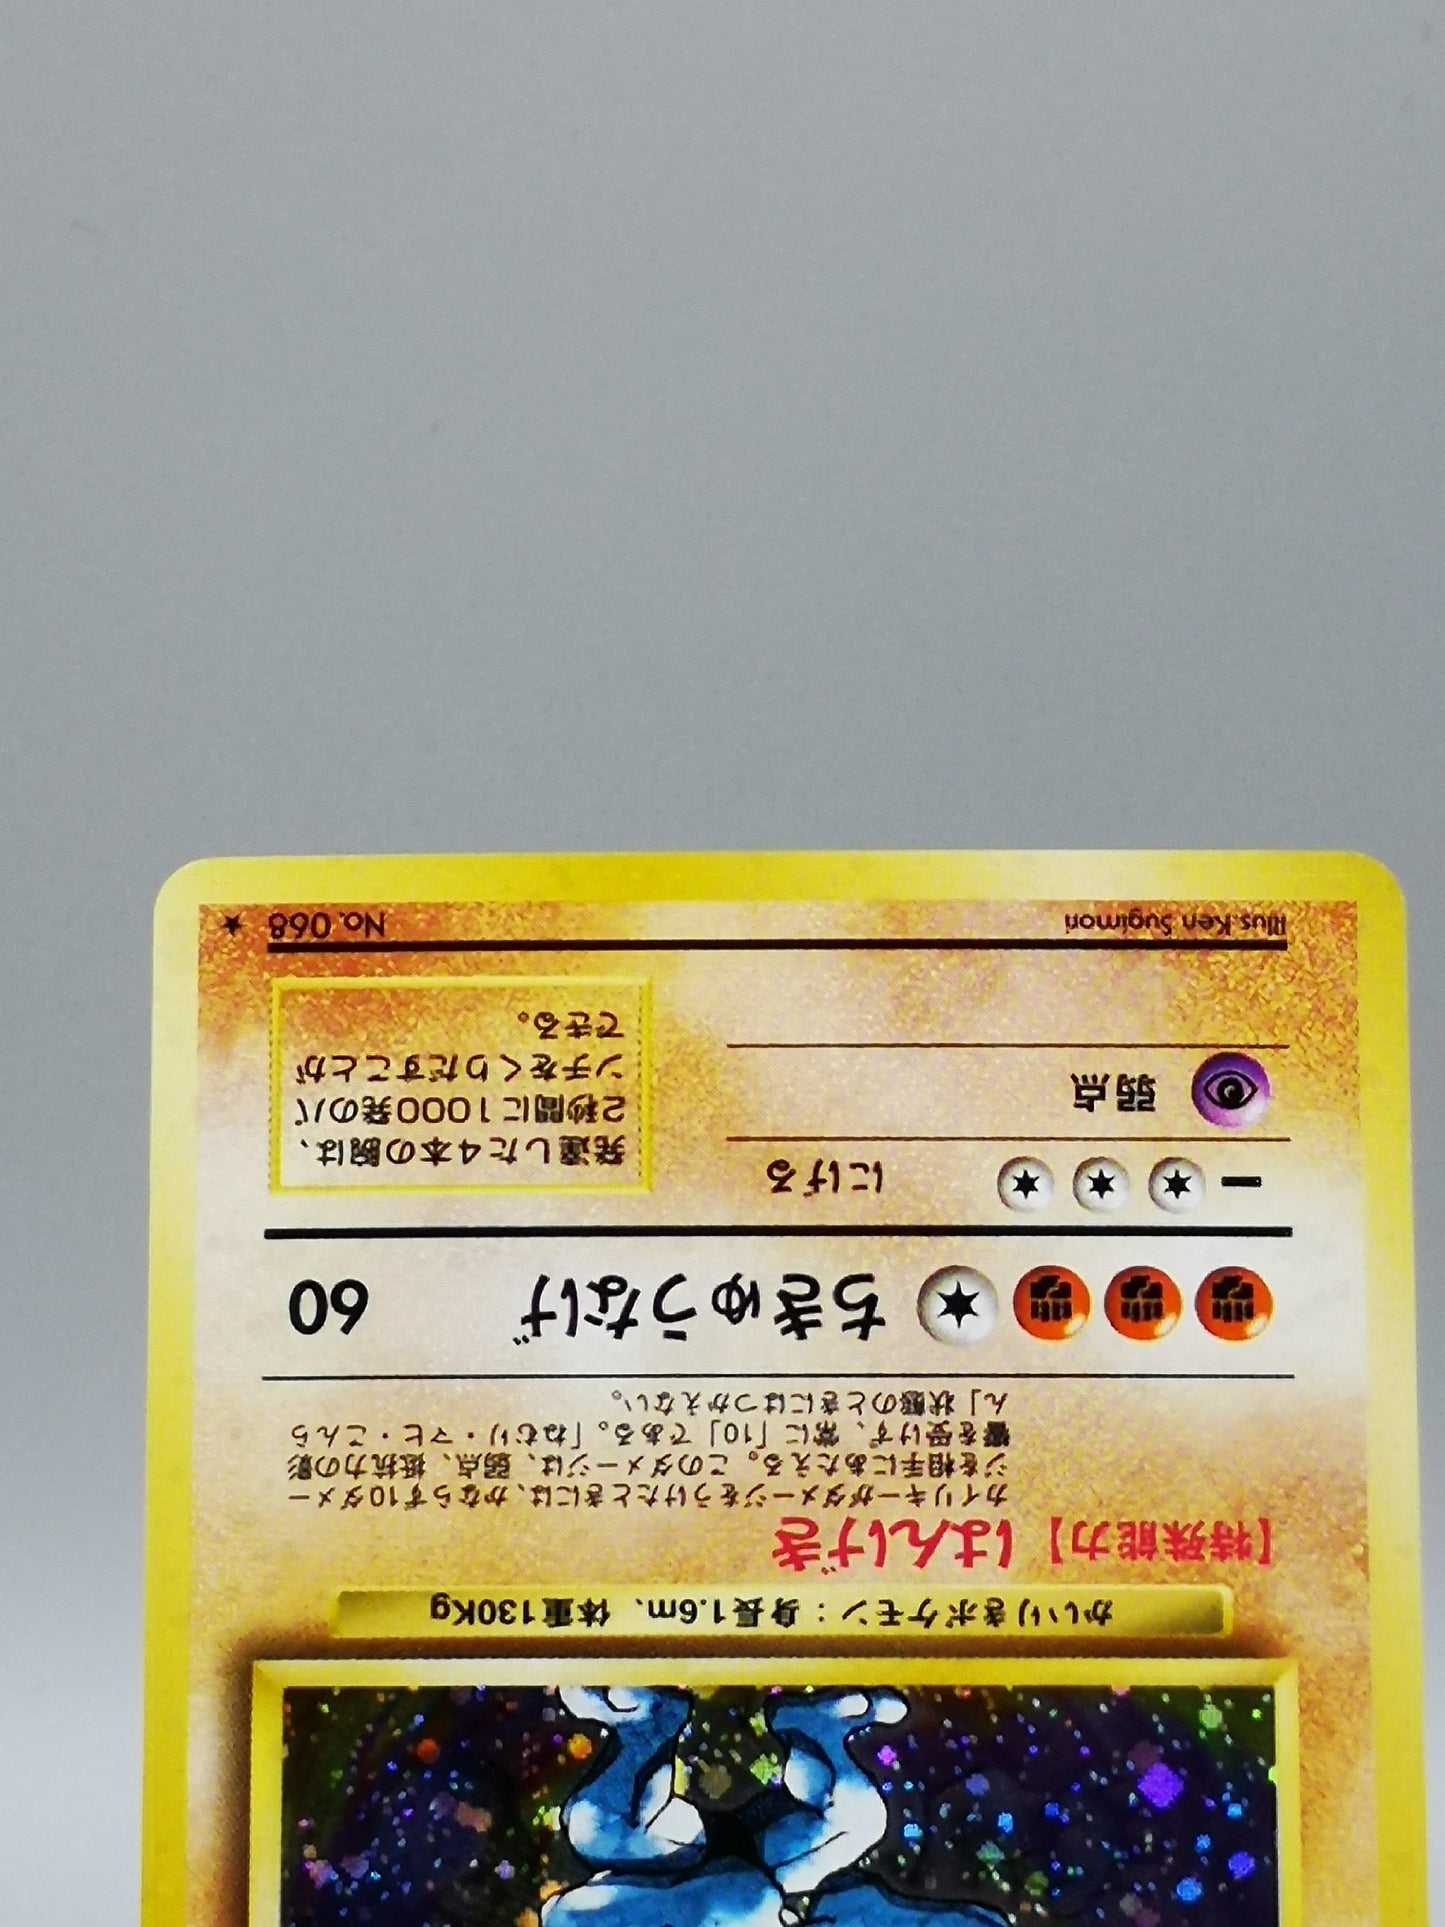 かいりきポケモン：身長1.6m、体重130Kg
【特殊能力】はんげき
カイリキーがダメージをうけたときには、かならず10ダメー
ジを相手にあたえる。このダメージは、弱点、抵抗力の影
響を受けず、常に「10」である。「ねむり・マヒ・こんら
ん」状態のときにはつかえない。
ちきゅうなげ 60
ー にげる
弱点
発達した4本の腕は、
2秒間に1000発のパ
ンチをくりだすことが
できる。
Illus. Ken Sugimori No. 068 ★